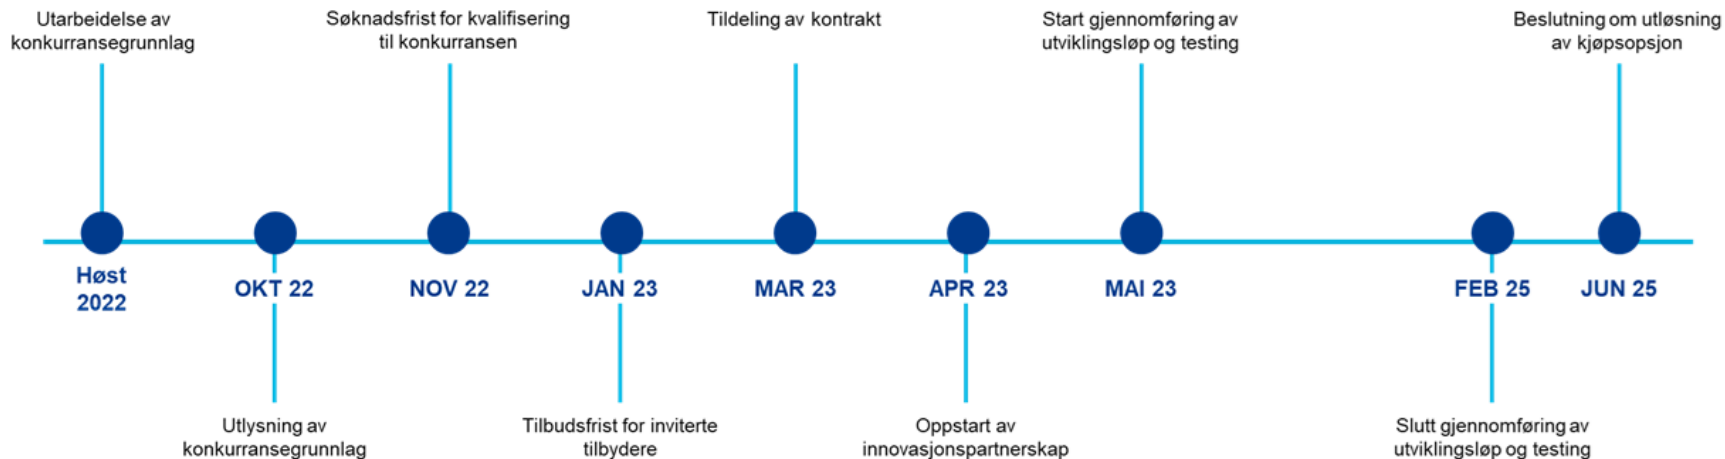 Utarbeidelse av
konkurransegrunnlag
Søknadsfrist for kvalifisering
til konkurransen
Tildeling av kontrakt
Start gjennomføring av
utviklingsløp og testing
Beslutning om utløsning
av kjøpsopsjon
Høst
2022
OKT 22
NOV 22
JAN 23
MAR 23
APR 23
MAI 23
FEB 25
JUN 25
Utlysning av
konkurransegrunnlag
Tilbudsfrist for inviterte
tilbydere
Oppstart av
innovasjonspartnerskap
Slutt gjennomføring av
utviklingsløp og testing